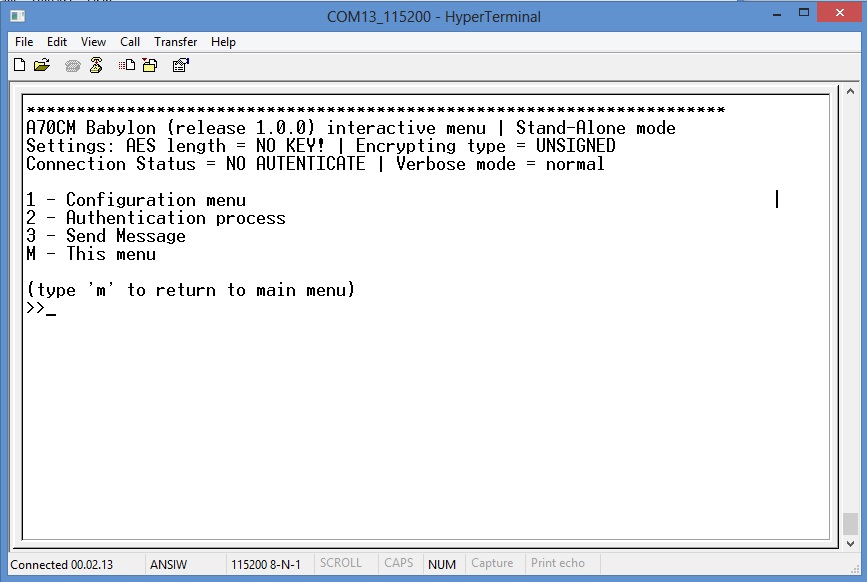 COM13_115200 - HyperTerminal
File Edit View Call Transfer Help
**********************************************************************
A70CM Babylon (release 1.0.0) interactive menu | Stand-Alone mode
Settings: AES length = NO KEY! | Encrypting type = UNSIGNED
Connection Status = NO AUTENTICATE | Verbose mode = normal
1 - Configuration menu
2 - Authentication process
3 - Send Message
M - This menu
(type 'm' to return to main menu)
>>_
Connected 00.02.13 ANSIW 115200 8-N-1 SCROLL CAPS NUM Capture Print echo